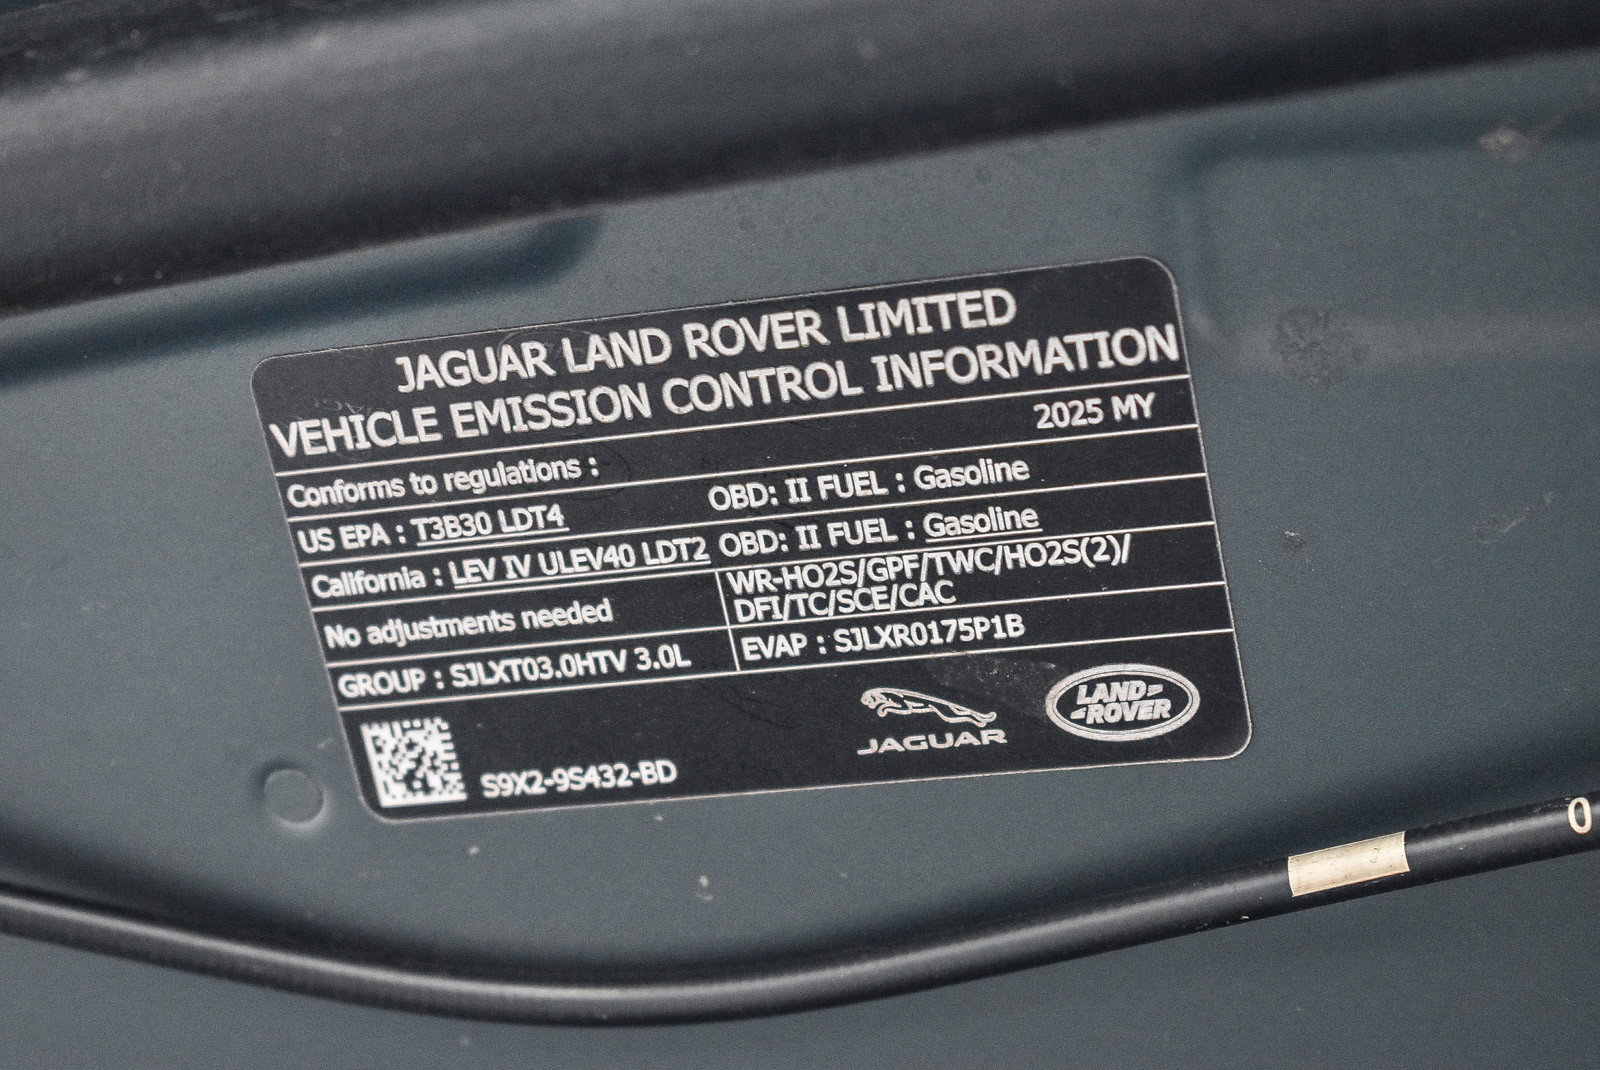 JAGUAR LAND ROVER LIMITED
VEHICLE EMISSION CONTROL INFORMATION
2025 MY
Conforms to regulations :
US EPA : T3B30 LDT4 OBD: II FUEL : Gasoline
California : LEV IV ULEV40 LDT2 OBD: II FUEL : Gasoline
No adjustments needed
WR-HO2S/GPF/TWC/HO2S(2)/
DFI/TC/SCE/CAC
GROUP : SJLXT03.0HTV 3.0L
EVAP : SJLXR0175P1B
S9X2-9S432-BD
JAGUAR
LAND
ROVER
0